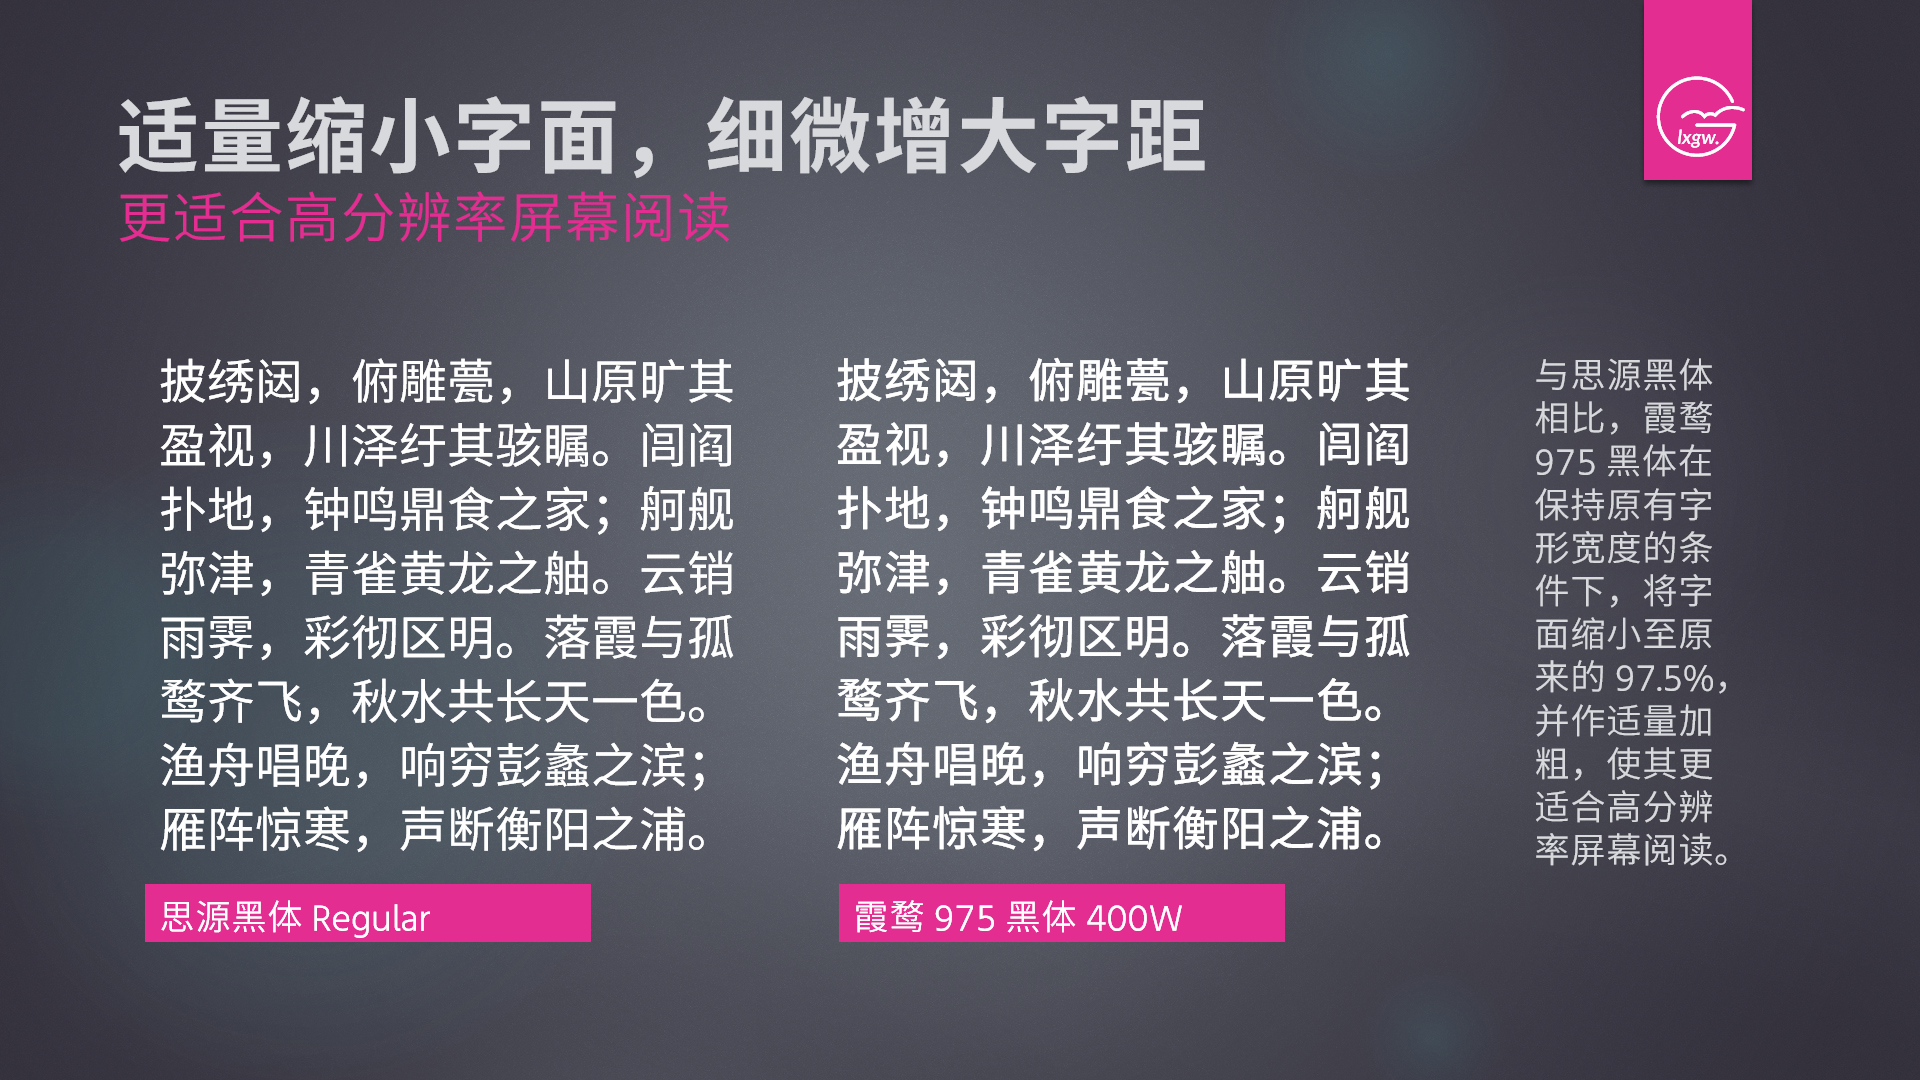 适量缩小字面，细微增大字距
lxgw.
更适合高分辨率屏幕阅读
披绣闼，俯雕甍，山原旷其
盈视，川泽纡其骇瞩。闾阎
扑地，钟鸣鼎食之家；舸舰
弥津，青雀黄龙之舳。云销
雨霁，彩彻区明。落霞与孤
鹜齐飞，秋水共长天一色。
渔舟唱晚，响穷彭蠡之滨；
雁阵惊寒，声断衡阳之浦。
思源黑体 Regular
披绣闼，俯雕甍，山原旷其
盈视，川泽纡其骇瞩。闾阎
扑地，钟鸣鼎食之家；舸舰
弥津，青雀黄龙之舳。云销
雨霁，彩彻区明。落霞与孤
鹜齐飞，秋水共长天一色。
渔舟唱晚，响穷彭蠡之滨；
雁阵惊寒，声断衡阳之浦。
霞鹜 975 黑体 400W
与思源黑体
相比，霞鹜
975 黑体在
保持原有字
形宽度的条
件下，将字
面缩小至原
来的 97.5%，
并作适量加
粗，使其更
适合高分辨
率屏幕阅读。